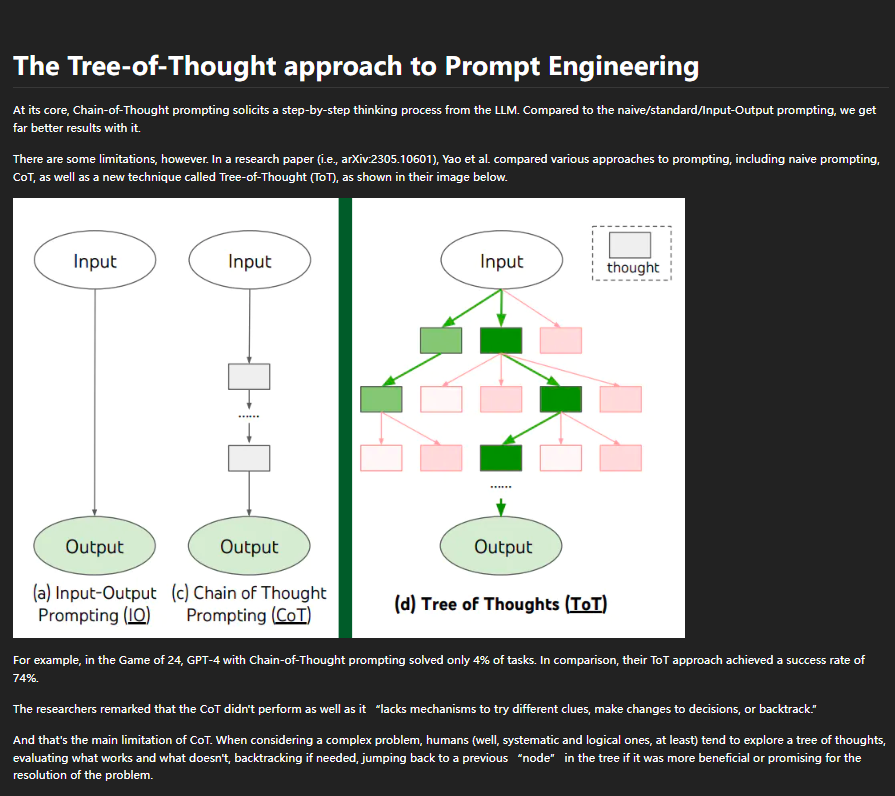 The Tree-of-Thought approach to Prompt Engineering
At its core, Chain-of-Thought prompting solicits a step-by-step thinking process from the LLM. Compared to the naive/standard/Input-Output prompting, we get
far better results with it.
There are some limitations, however. In a research paper (i.e., arXiv:2305.10601), Yao et al. compared various approaches to prompting, including naive prompting,
CoT, as well as a new technique called Tree-of-Thought (ToT), as shown in their image below.
Input
Input
Input
thought
......
......
Output
Output
Output
(a) Input-Output
Prompting (IO)
(c) Chain of Thought
Prompting (CoT)
(d) Tree of Thoughts (ToT)
For example, in the Game of 24, GPT-4 with Chain-of-Thought prompting solved only 4% of tasks. In comparison, their ToT approach achieved a success rate of
74%.
The researchers remarked that the CoT didn't perform as well as it “lacks mechanisms to try different clues, make changes to decisions, or backtrack.”
And that's the main limitation of CoT. When considering a complex problem, humans (well, systematic and logical ones, at least) tend to explore a tree of thoughts,
evaluating what works and what doesn't, backtracking if needed, jumping back to a previous “node” in the tree if it was more beneficial or promising for the
resolution of the problem.